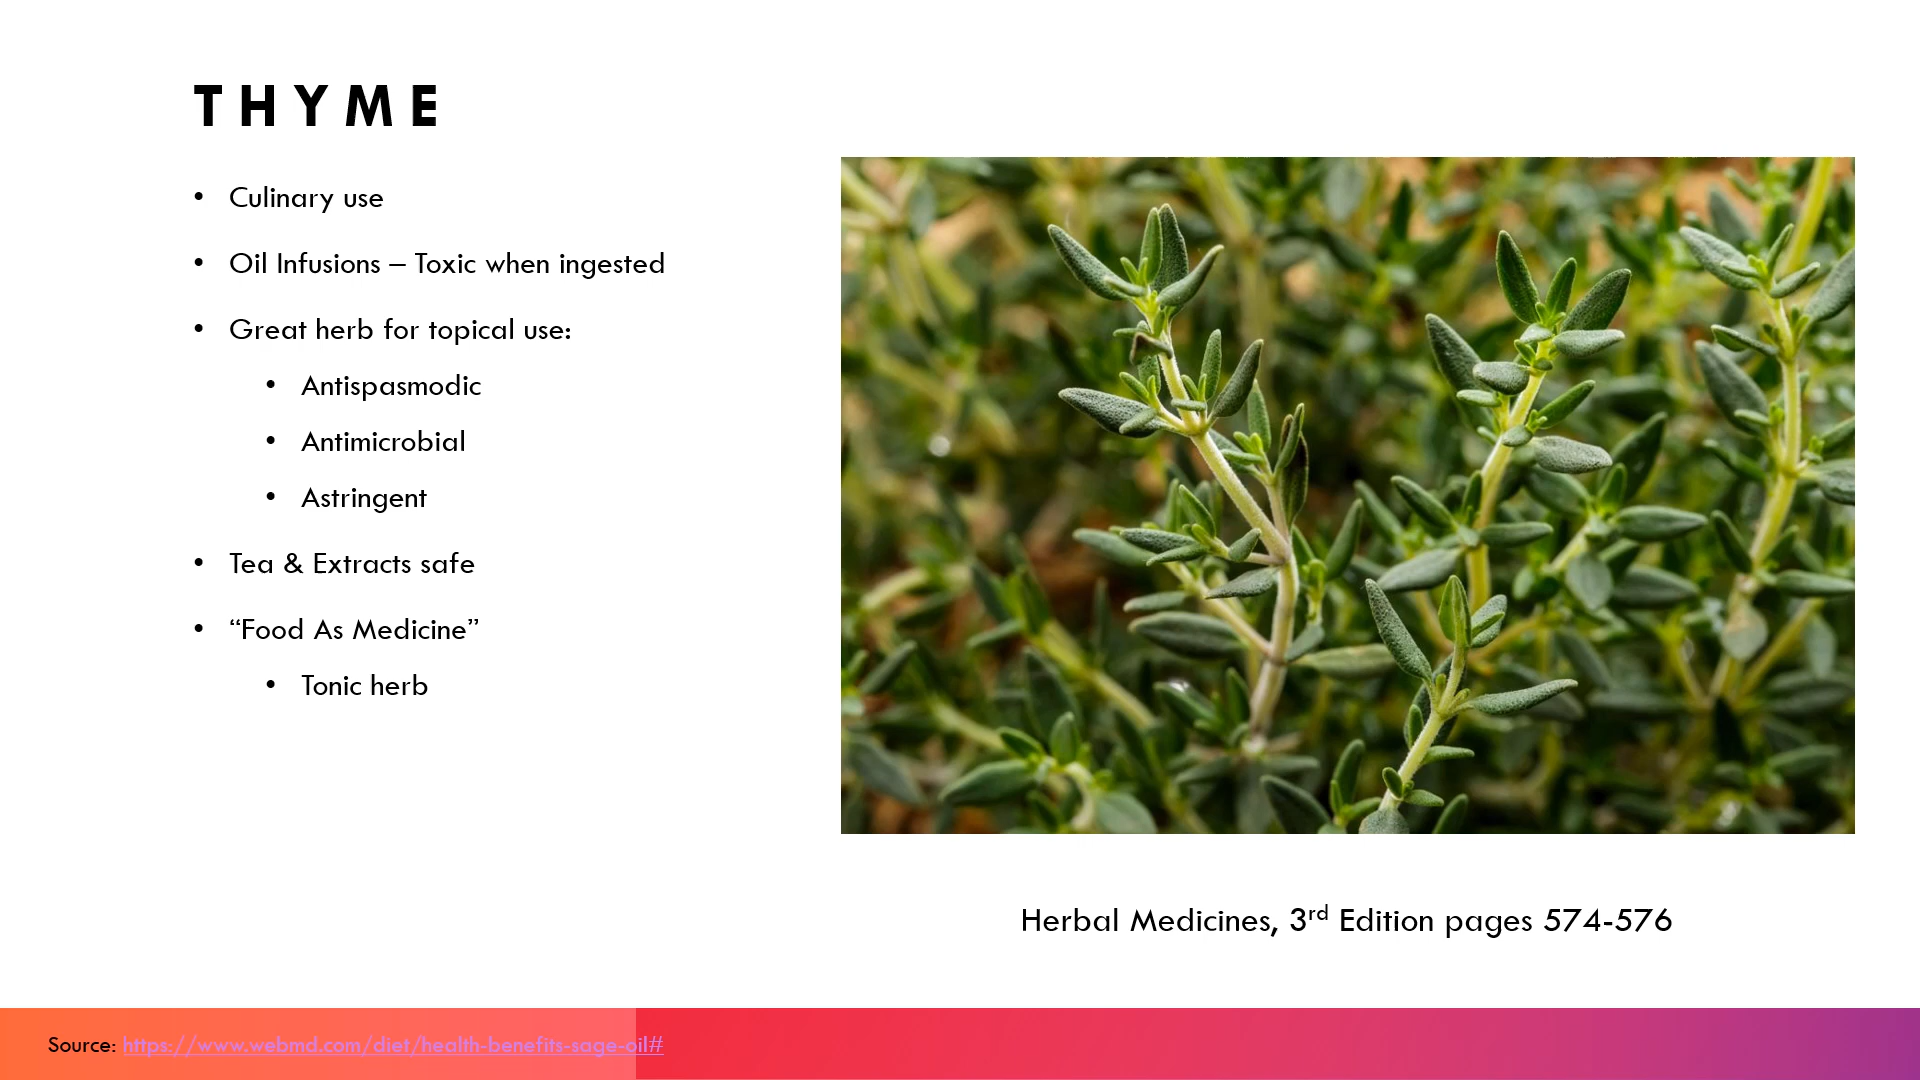 THYME
• Culinary use
• Oil Infusions – Toxic when ingested
• Great herb for topical use:
• Antispasmodic
• Antimicrobial
• Astringent
• Tea & Extracts safe
• “Food As Medicine”
• Tonic herb
Herbal Medicines, 3rd Edition pages 574-576
Source: https://www.webmd.com/diet/health-benefits-sage-oil#